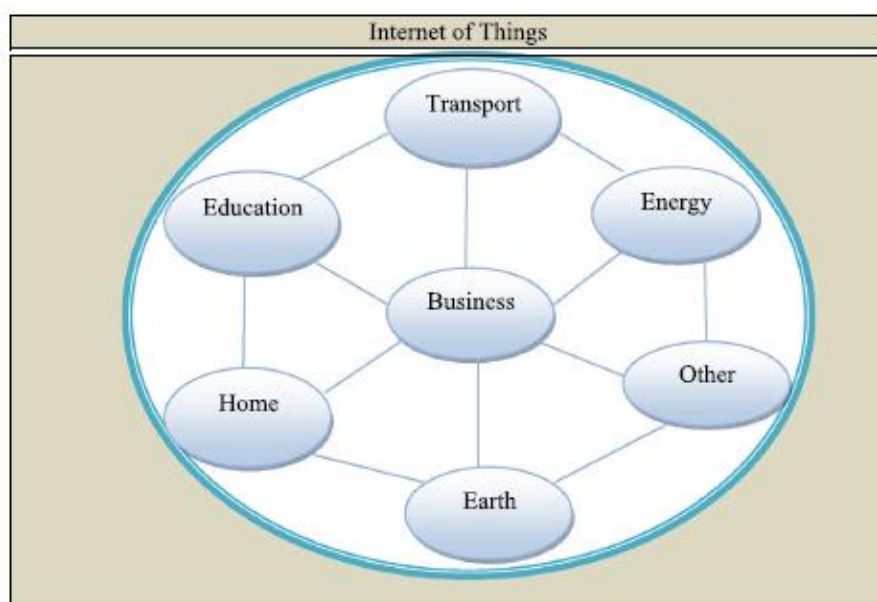 Internet of Things
Transport
Education
Energy
Business
Other
Home
Earth